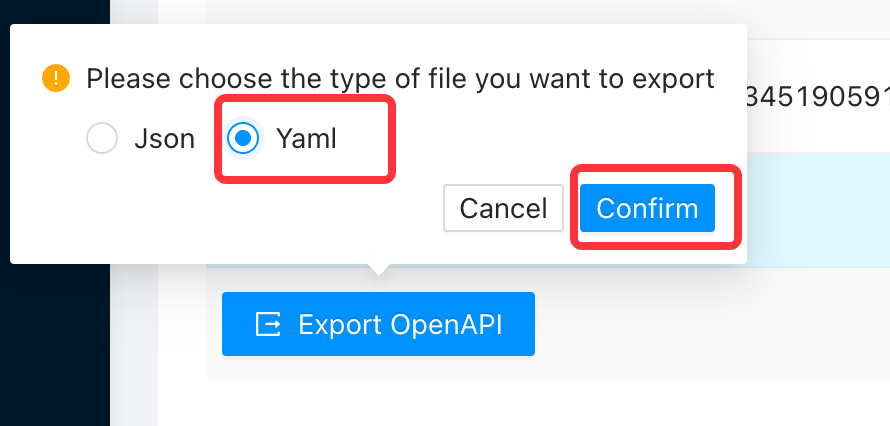 Please choose the type of file you want to export
345190591
Json Yaml
Cancel Confirm
Export OpenAPI